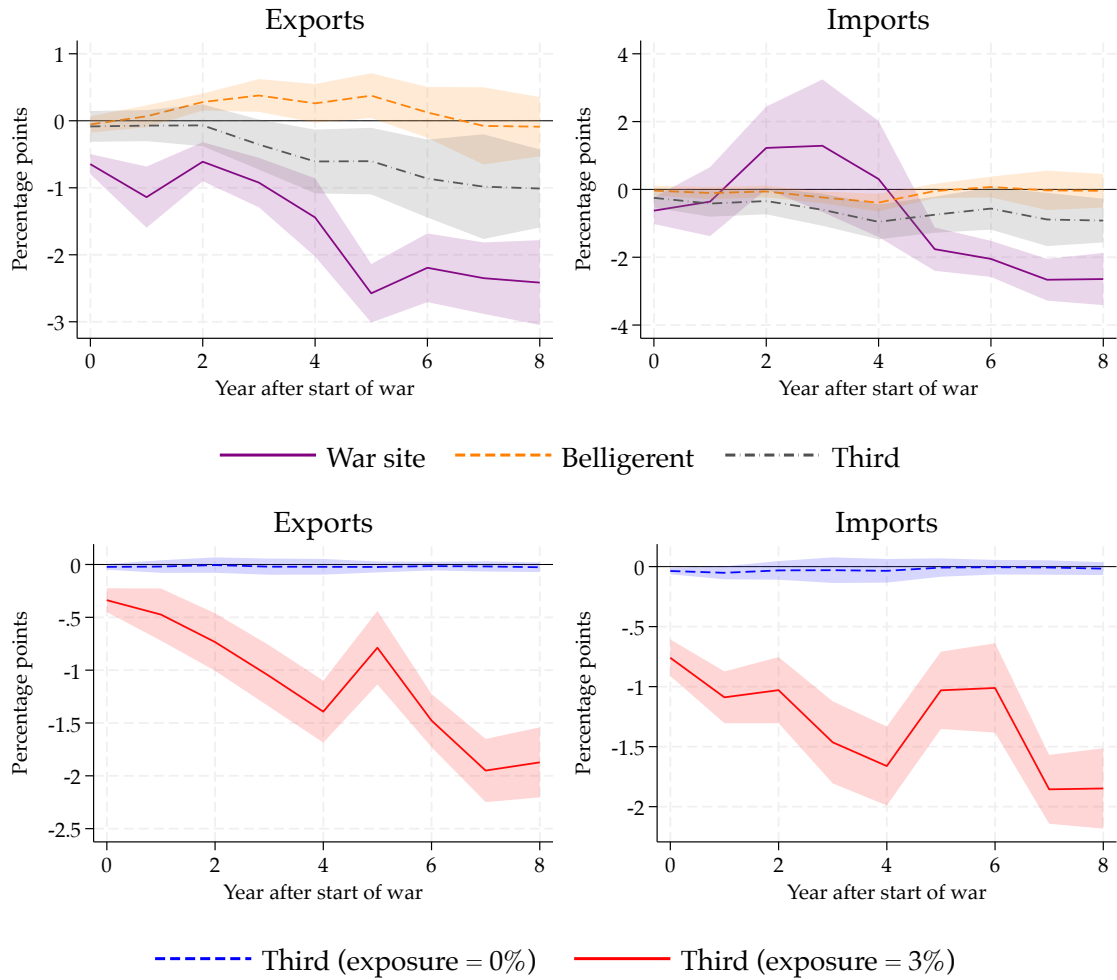 Exports
Percentage points
1
0
-1
-2
-3
0 2 4 6 8
Year after start of war
Imports
Percentage points
4
2
0
-2
-4
0 2 4 6 8
Year after start of war
War site Belligerent Third
Exports
Percentage points
0
-.5
-1
-1.5
-2
-2.5
0 2 4 6 8
Year after start of war
Imports
Percentage points
0
-.5
-1
-1.5
-2
0 2 4 6 8
Year after start of war
Third (exposure = 0%) Third (exposure = 3%)